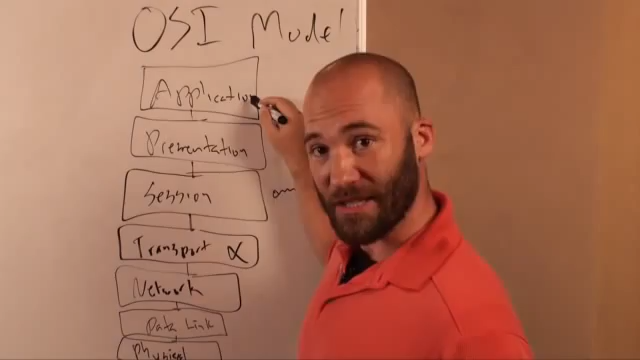 OSI Model
Application
Presentation
Session
Transport α
Network
Data Link
Physical